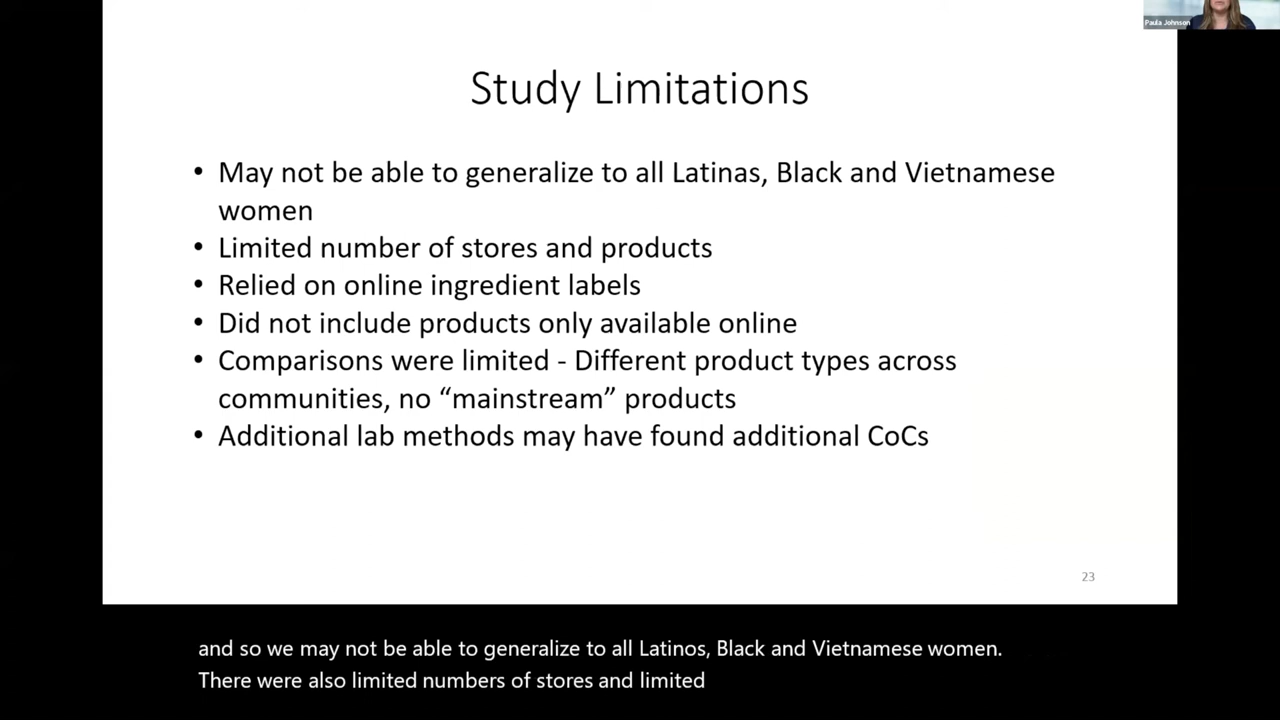 Paula Johnson
Study Limitations
• May not be able to generalize to all Latinas, Black and Vietnamese
women
• Limited number of stores and products
• Relied on online ingredient labels
• Did not include products only available online
• Comparisons were limited - Different product types across
communities, no “mainstream” products
• Additional lab methods may have found additional CoCs
23
and so we may not be able to generalize to all Latinos, Black and Vietnamese women.
There were also limited numbers of stores and limited